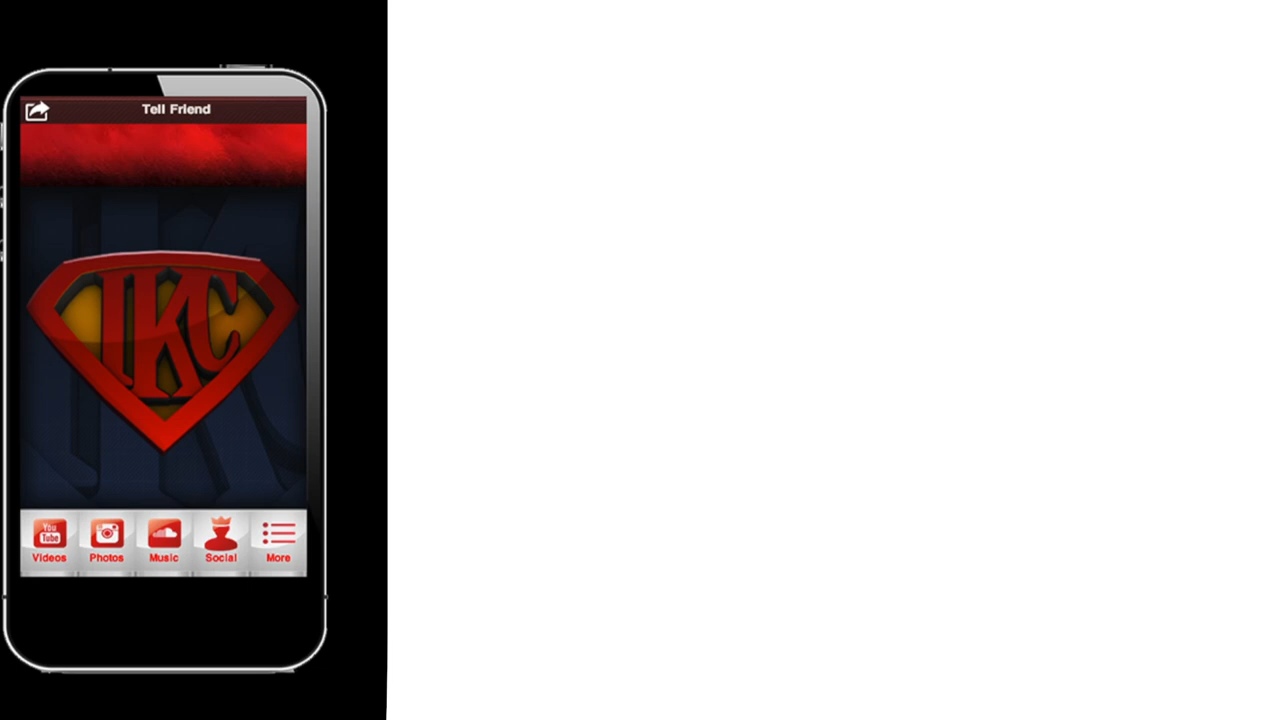 Tell Friend
IKC
You
Tube
Videos
Photos
Music
Social
More